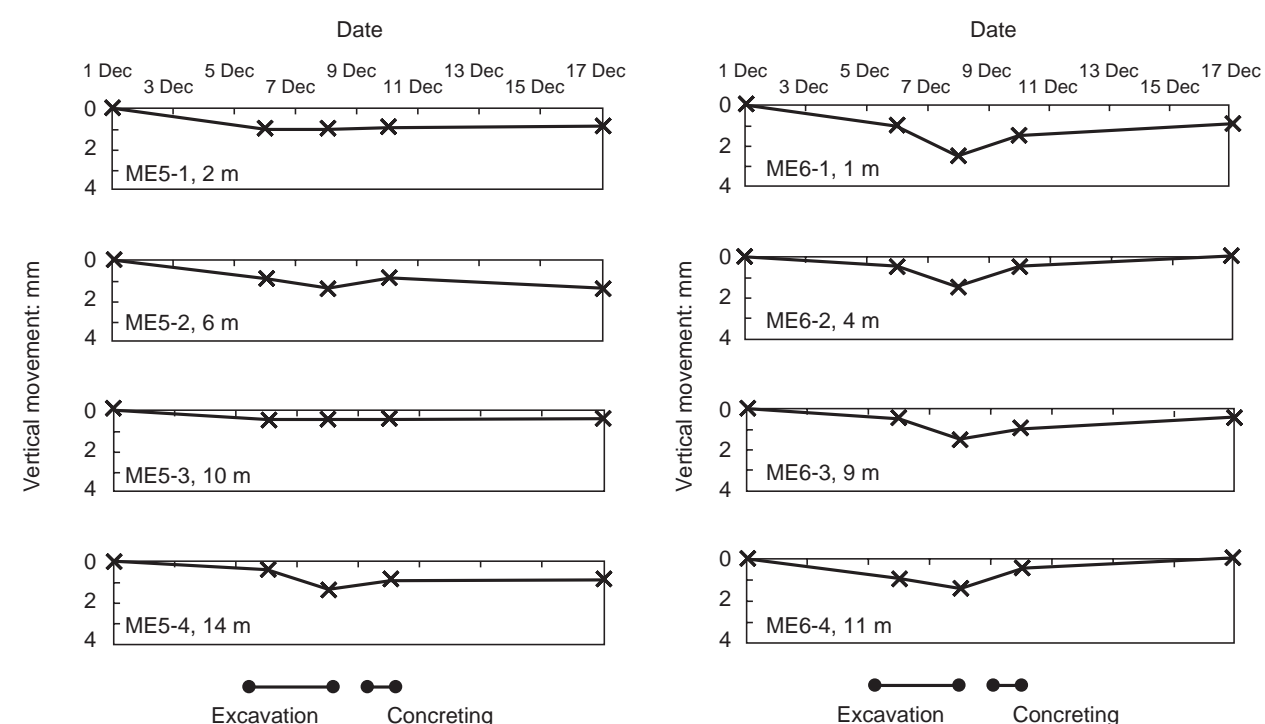 Date
1 Dec 5 Dec 9 Dec 13 Dec 17 Dec
3 Dec 7 Dec 11 Dec 15 Dec
0
2
4
ME5-1, 2 m
0
2
4
ME5-2, 6 m
0
2
4
ME5-3, 10 m
0
2
4
ME5-4, 14 m
Vertical movement: mm
Excavation Concreting
Date
1 Dec 5 Dec 9 Dec 13 Dec 17 Dec
3 Dec 7 Dec 11 Dec 15 Dec
0
2
4
ME6-1, 1 m
0
2
4
ME6-2, 4 m
0
2
4
ME6-3, 9 m
0
2
4
ME6-4, 11 m
Vertical movement: mm
Excavation Concreting